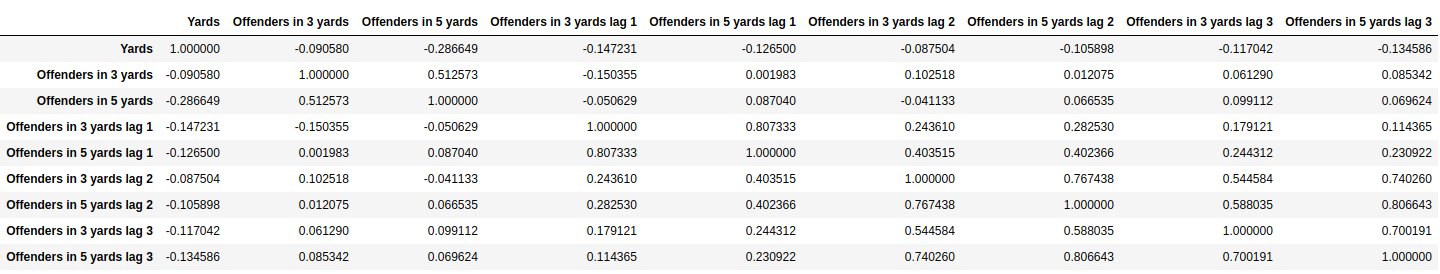 Yards Offenders in 3 yards Offenders in 5 yards Offenders in 3 yards lag 1 Offenders in 5 yards lag 1 Offenders in 3 yards lag 2 Offenders in 5 yards lag 2 Offenders in 3 yards lag 3 Offenders in 5 yards lag 3
Yards 1.000000 -0.090580 -0.286649 -0.147231 -0.126500 -0.087504 -0.105898 -0.117042 -0.134586
Offenders in 3 yards -0.090580 1.000000 0.512573 -0.150355 0.001983 0.102518 0.012075 0.061290 0.085342
Offenders in 5 yards -0.286649 0.512573 1.000000 -0.050629 0.087040 -0.041133 0.066535 0.099112 0.069624
Offenders in 3 yards lag 1 -0.147231 -0.150355 -0.050629 1.000000 0.807333 0.243610 0.282530 0.179121 0.114365
Offenders in 5 yards lag 1 -0.126500 0.001983 0.087040 0.807333 1.000000 0.403515 0.402366 0.244312 0.230922
Offenders in 3 yards lag 2 -0.087504 0.102518 -0.041133 0.243610 0.403515 1.000000 0.767438 0.544584 0.740260
Offenders in 5 yards lag 2 -0.105898 0.012075 0.066535 0.282530 0.402366 0.767438 1.000000 0.588035 0.806643
Offenders in 3 yards lag 3 -0.117042 0.061290 0.099112 0.179121 0.244312 0.544584 0.588035 1.000000 0.700191
Offenders in 5 yards lag 3 -0.134586 0.085342 0.069624 0.114365 0.230922 0.740260 0.806643 0.700191 1.000000